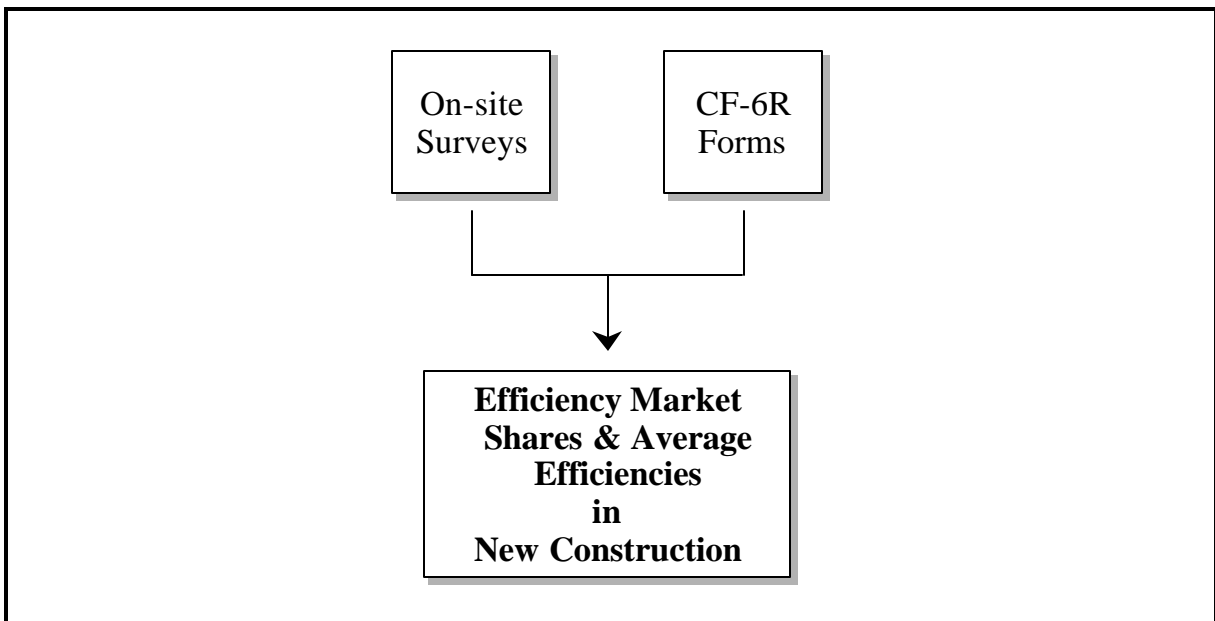 On-site
Surveys
CF-6R
Forms
Efficiency Market
Shares & Average
Efficiencies
in
New Construction